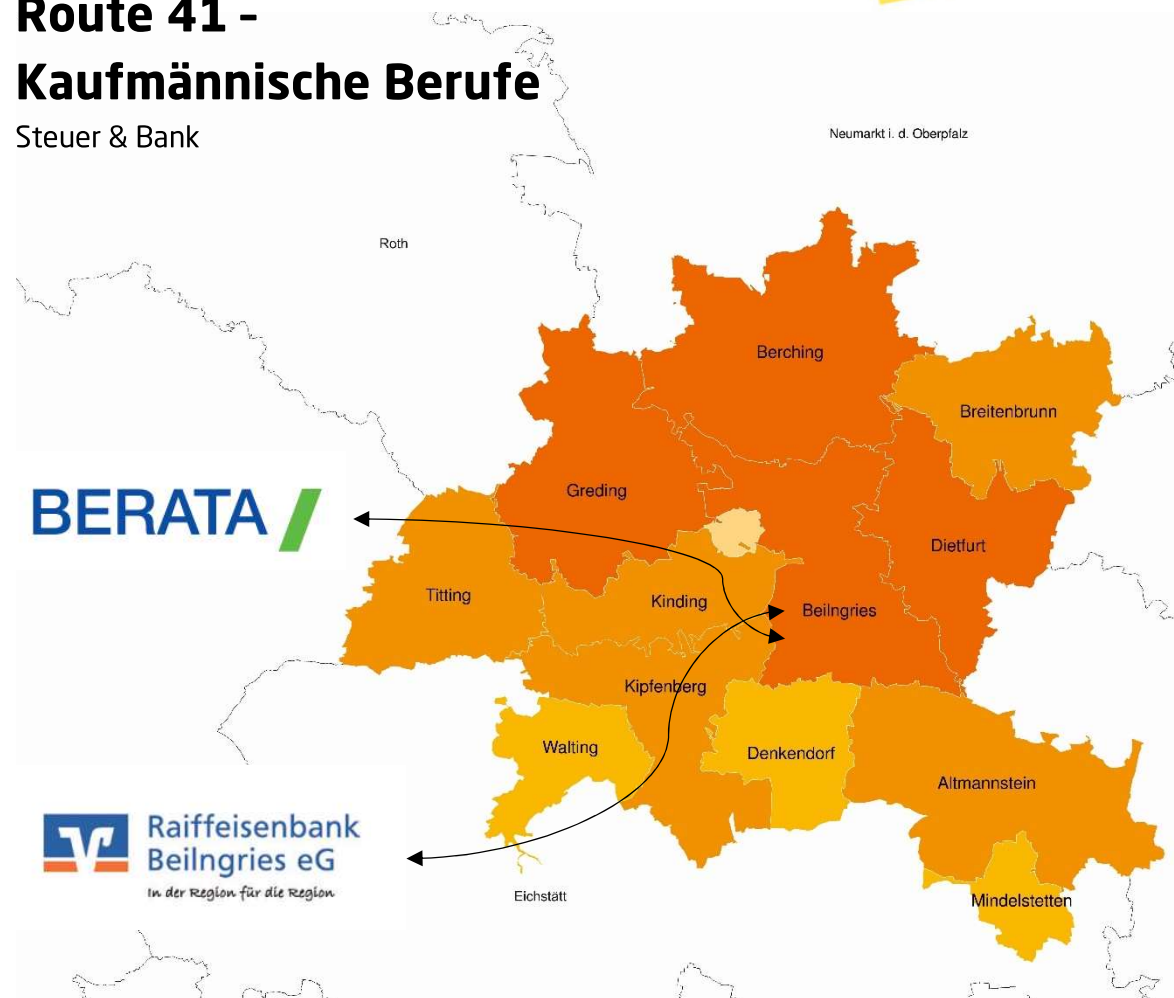 Route 41 –
Kaufmännische Berufe
Steuer & Bank
Neumarkt i. d. Oberpfalz
Roth
Berching
Breitenbrunn
Greding
BERATA
Dietfurt
Titting
Kinding
Beilngries
Kipfenberg
Walting
Denkendorf
Altmannstein
Raiffeisenbank
Beilngries eG
In der Region für die Region
Eichstätt
Mindelstetten